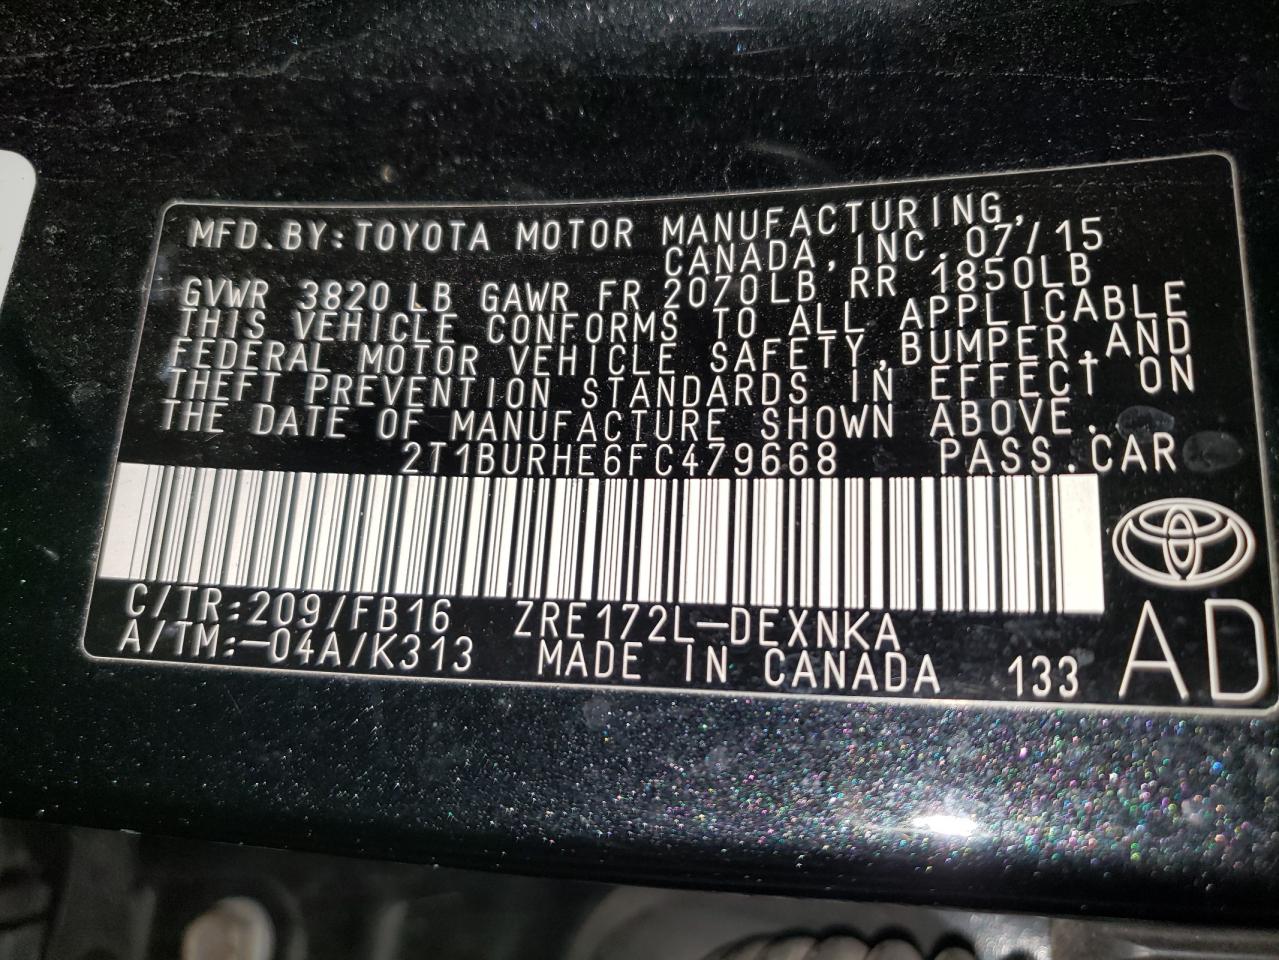 MFD.BY:TOYOTA MOTOR MANUFACTURING,
CANADA,INC.07/15
GVWR 3820LB GAWR FR 2070LB RR 1850LB
THIS VEHICLE CONFORMS TO ALL APPLICABLE
FEDERAL MOTOR VEHICLE SAFETY,BUMPER,AND
THEFT PREVENTION STANDARDS IN EFFECT ON
THE DATE OF MANUFACTURE SHOWN ABOVE.
2T1BURHE6FC479668 PASS.CAR
C/TR:209/FB16 ZRE172L-DEXNKA
A/TM:-04A/K313 MADE IN CANADA 133
AD